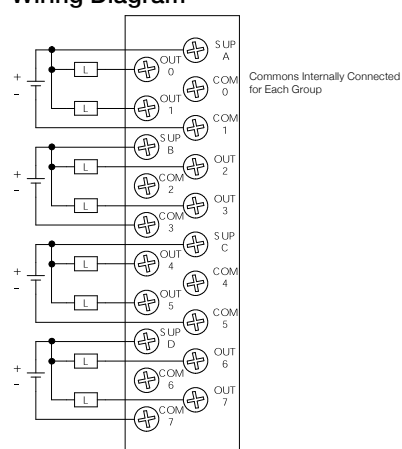 Wiring Diagram
SUP
A
OUT
0
COM
0
OUT
1
COM
1
Commons Internally Connected
for Each Group
SUP
B
OUT
2
COM
2
OUT
3
COM
3
SUP
C
OUT
4
COM
4
OUT
5
COM
5
SUP
D
OUT
6
COM
6
OUT
7
COM
7
+
-
L
L
+
-
L
L
+
-
L
L
+
-
L
L